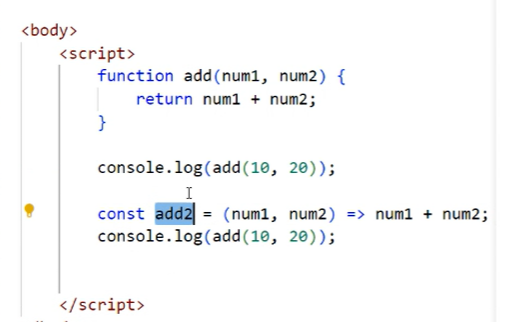 <body>
<script>
function add(num1, num2) {
return num1 + num2;
}
console.log(add(10, 20));
const add2 = (num1, num2) => num1 + num2;
console.log(add(10, 20));
</script>